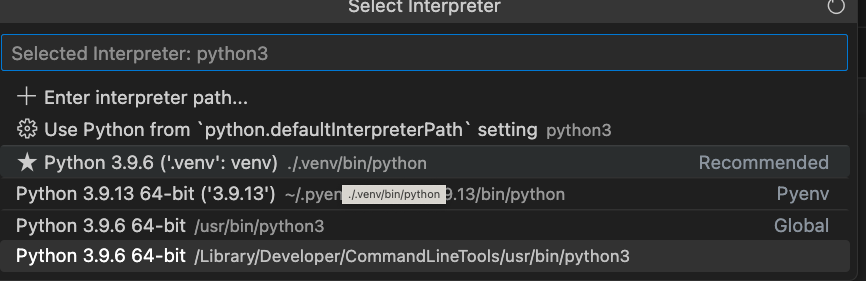 Select Interpreter
Selected Interpreter: python3
Enter interpreter path...
Use Python from `python.defaultInterpreterPath` setting python3
Python 3.9.6 ('.venv': venv) ./.venv/bin/python Recommended
Python 3.9.13 64-bit ('3.9.13') ~/.pyen ./.venv/bin/python 9.13/bin/python Pyenv
Python 3.9.6 64-bit /usr/bin/python3 Global
Python 3.9.6 64-bit /Library/Developer/CommandLineTools/usr/bin/python3